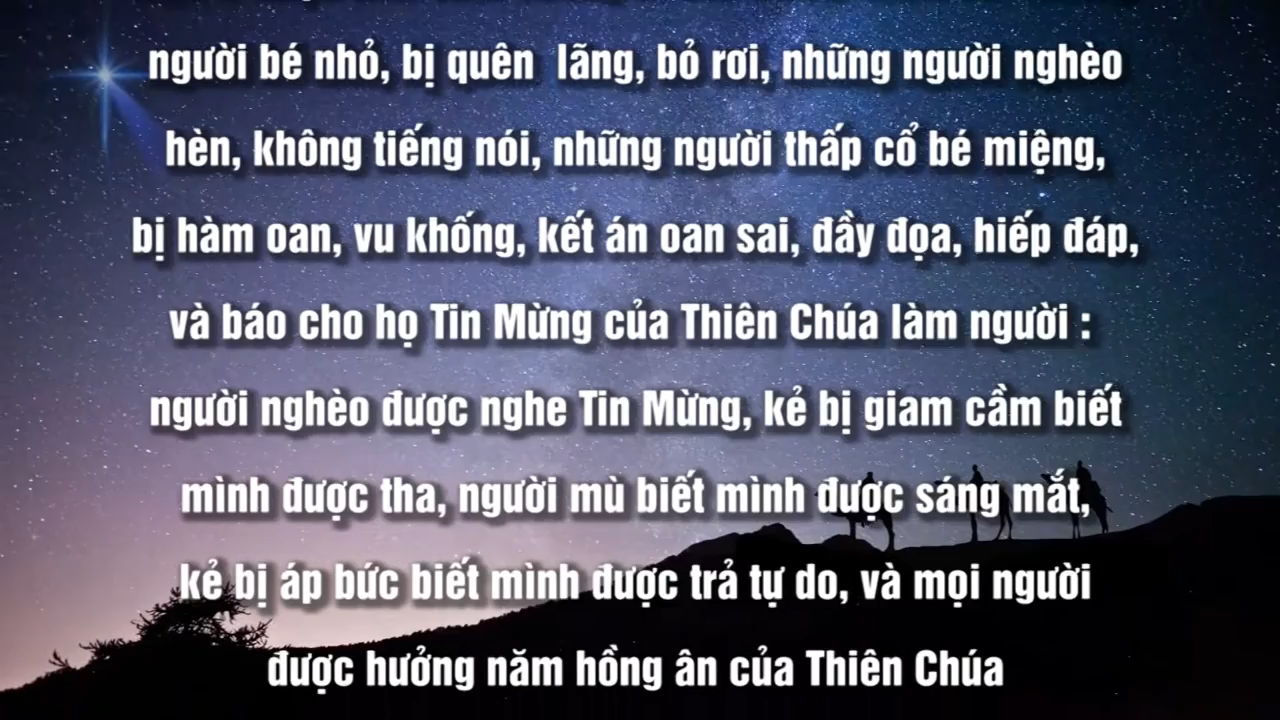 người bé nhỏ, bị quên lãng, bỏ rơi, những người nghèo
hèn, không tiếng nói, những người thấp cổ bé miệng,
bị hàm oan, vu khống, kết án oan sai, đầy đọa, hiếp đáp,
và báo cho họ Tin Mừng của Thiên Chúa làm người :
người nghèo được nghe Tin Mừng, kẻ bị giam cầm biết
mình được tha, người mù biết mình được sáng mắt,
kẻ bị áp bức biết mình được trả tự do, và mọi người
được hưởng năm hồng ân của Thiên Chúa